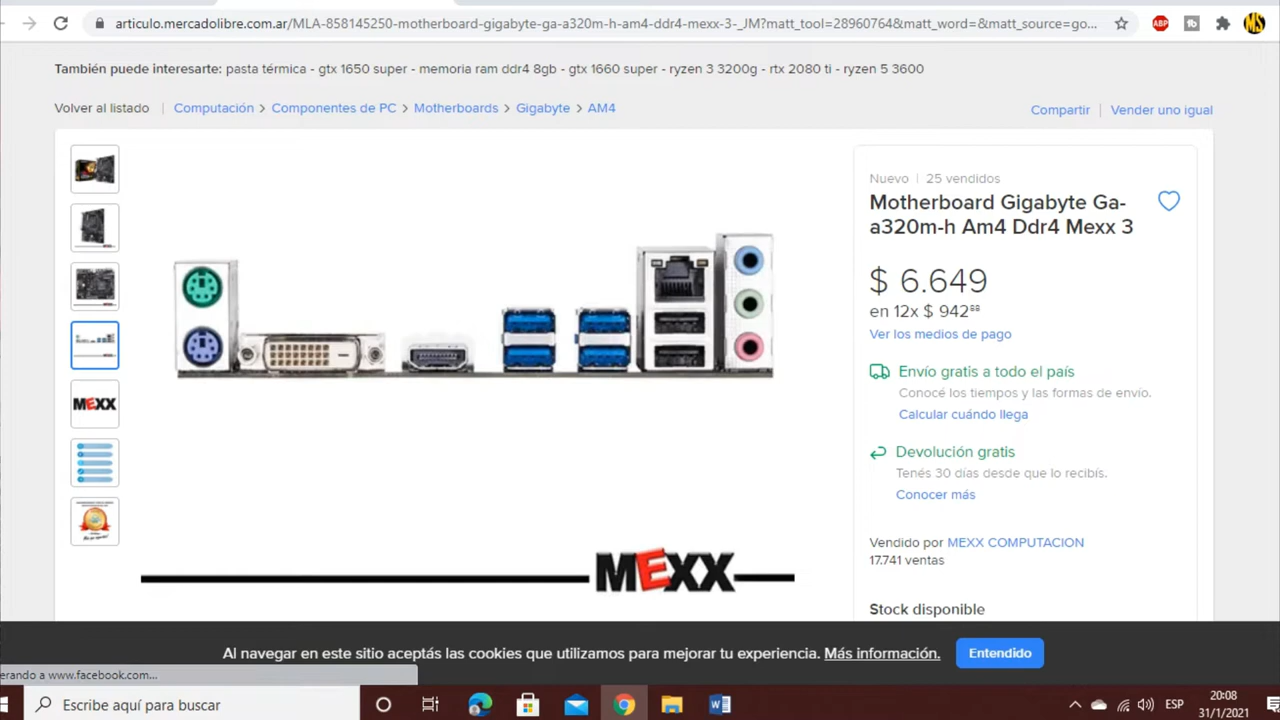 articulo.mercadolibre.com.ar/MLA-858145250-motherboard-gigabyte-ga-a320m-h-am4-ddr4-mexx-3-_JM?matt_tool=28960764&matt_word=&matt_source=go...
ABP
MS
También puede interesarte: pasta térmica - gtx 1650 super - memoria ram ddr4 8gb - gtx 1660 super - ryzen 3 3200g - rtx 2080 ti - ryzen 5 3600
Volver al listado | Computación > Componentes de PC > Motherboards > Gigabyte > AM4
Compartir | Vender uno igual
Nuevo | 25 vendidos
Motherboard Gigabyte Ga-
a320m-h Am4 Ddr4 Mexx 3
$ 6.649
en 12x $ 942⁶⁸
Ver los medios de pago
Envío gratis a todo el país
Conocé los tiempos y las formas de envío.
Calcular cuándo llega
MEXX
Devolución gratis
Tenés 30 días desde que lo recibís.
Conocer más
Vendido por MEXX COMPUTACION
17.741 ventas
MEXX
Stock disponible
Al navegar en este sitio aceptás las cookies que utilizamos para mejorar tu experiencia. Más información.
Entendido
erando a www.facebook.com...
Escribe aquí para buscar
ESP
20:08
31/1/2021